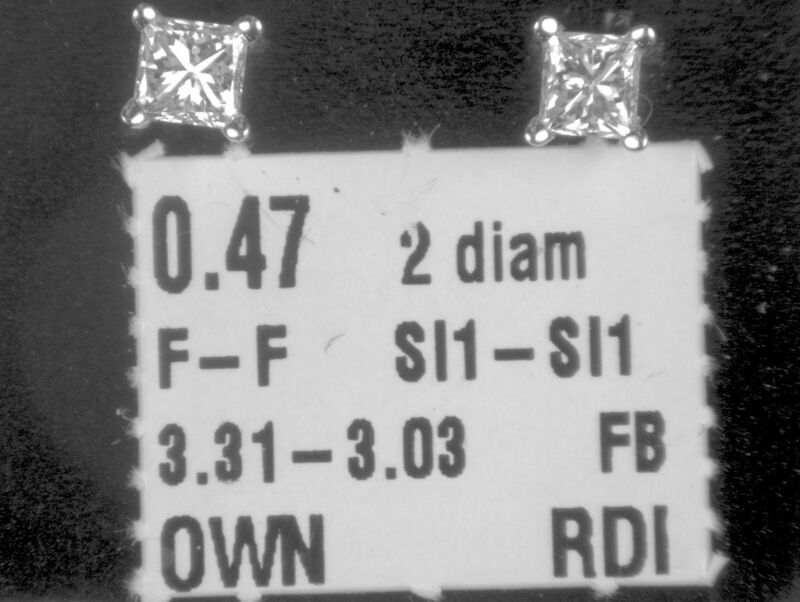 0.47 2 diam
F-F SI1-SI1
3.31-3.03 FB
OWN RDI